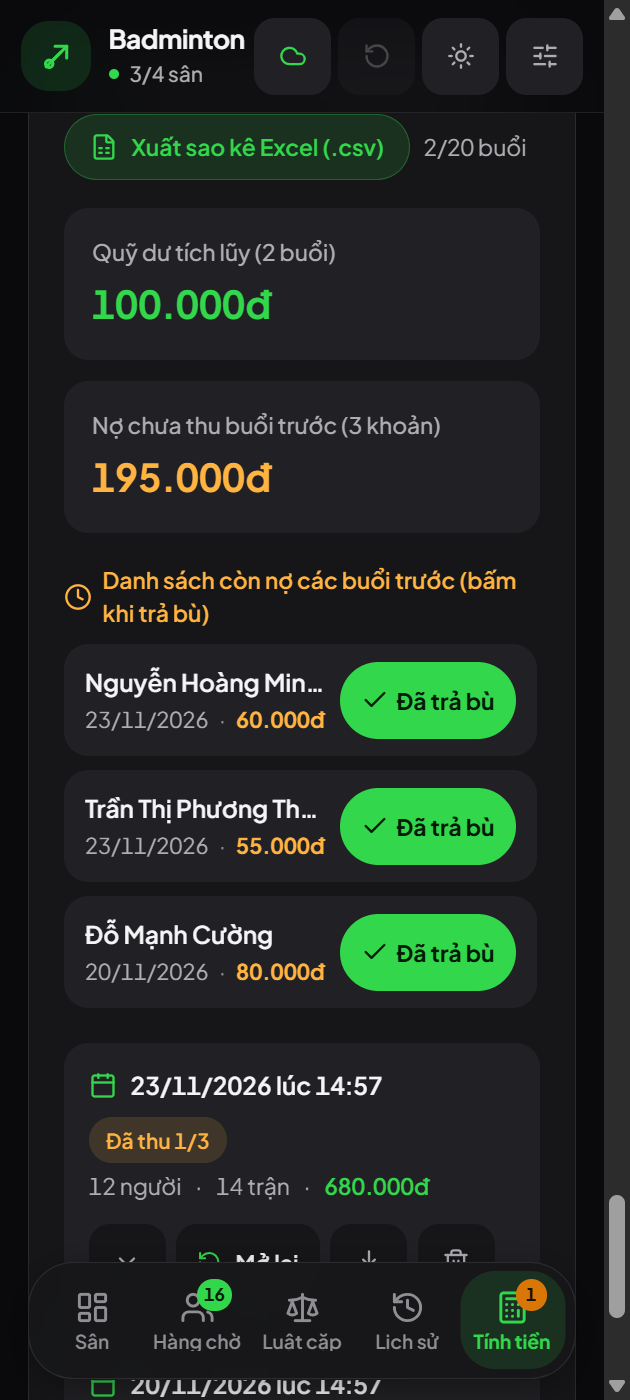 Badminton
3/4 sân
Xuất sao kê Excel (.csv)
2/20 buổi
Quỹ dư tích lũy (2 buổi)
100.000đ
Nợ chưa thu buổi trước (3 khoản)
195.000đ
Danh sách còn nợ các buổi trước (bấm
khi trả bù)
Nguyễn Hoàng Min...
23/11/2026 · 60.000đ
Đã trả bù
Trần Thị Phương Th...
23/11/2026 · 55.000đ
Đã trả bù
Đỗ Mạnh Cường
20/11/2026 · 80.000đ
Đã trả bù
23/11/2026 lúc 14:57
Đã thu 1/3
12 người · 14 trận · 680.000đ
Mở lại
16
1
Sân
Hàng chờ
Luật cặp
Lịch sử
Tính tiền
20/11/2026 lúc 14:57